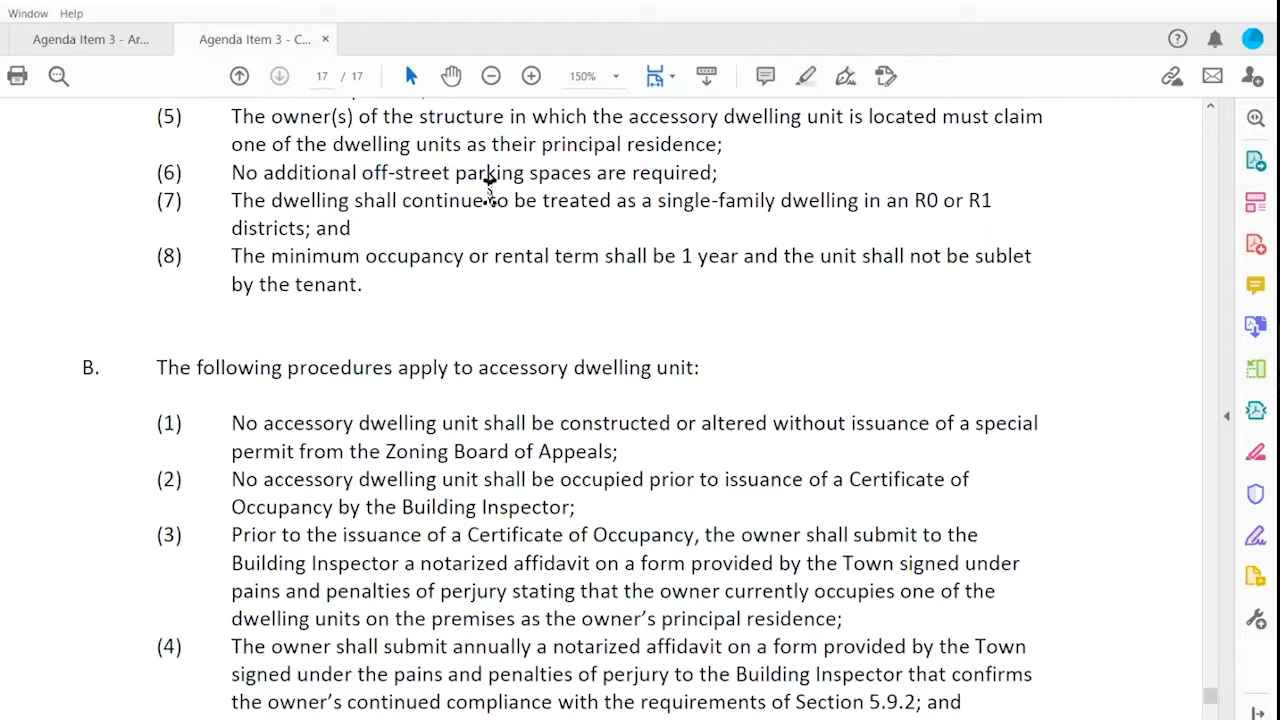 Window Help
Agenda Item 3 - Ar...
Agenda Item 3 - C... ×
17 / 17
150%
(5) The owner(s) of the structure in which the accessory dwelling unit is located must claim
one of the dwelling units as their principal residence;
(6) No additional off-street parking spaces are required;
(7) The dwelling shall continue to be treated as a single-family dwelling in an R0 or R1
districts; and
(8) The minimum occupancy or rental term shall be 1 year and the unit shall not be sublet
by the tenant.
B. The following procedures apply to accessory dwelling unit:
(1) No accessory dwelling unit shall be constructed or altered without issuance of a special
permit from the Zoning Board of Appeals;
(2) No accessory dwelling unit shall be occupied prior to issuance of a Certificate of
Occupancy by the Building Inspector;
(3) Prior to the issuance of a Certificate of Occupancy, the owner shall submit to the
Building Inspector a notarized affidavit on a form provided by the Town signed under
pains and penalties of perjury stating that the owner currently occupies one of the
dwelling units on the premises as the owner's principal residence;
(4) The owner shall submit annually a notarized affidavit on a form provided by the Town
signed under the pains and penalties of perjury to the Building Inspector that confirms
the owner's continued compliance with the requirements of Section 5.9.2; and